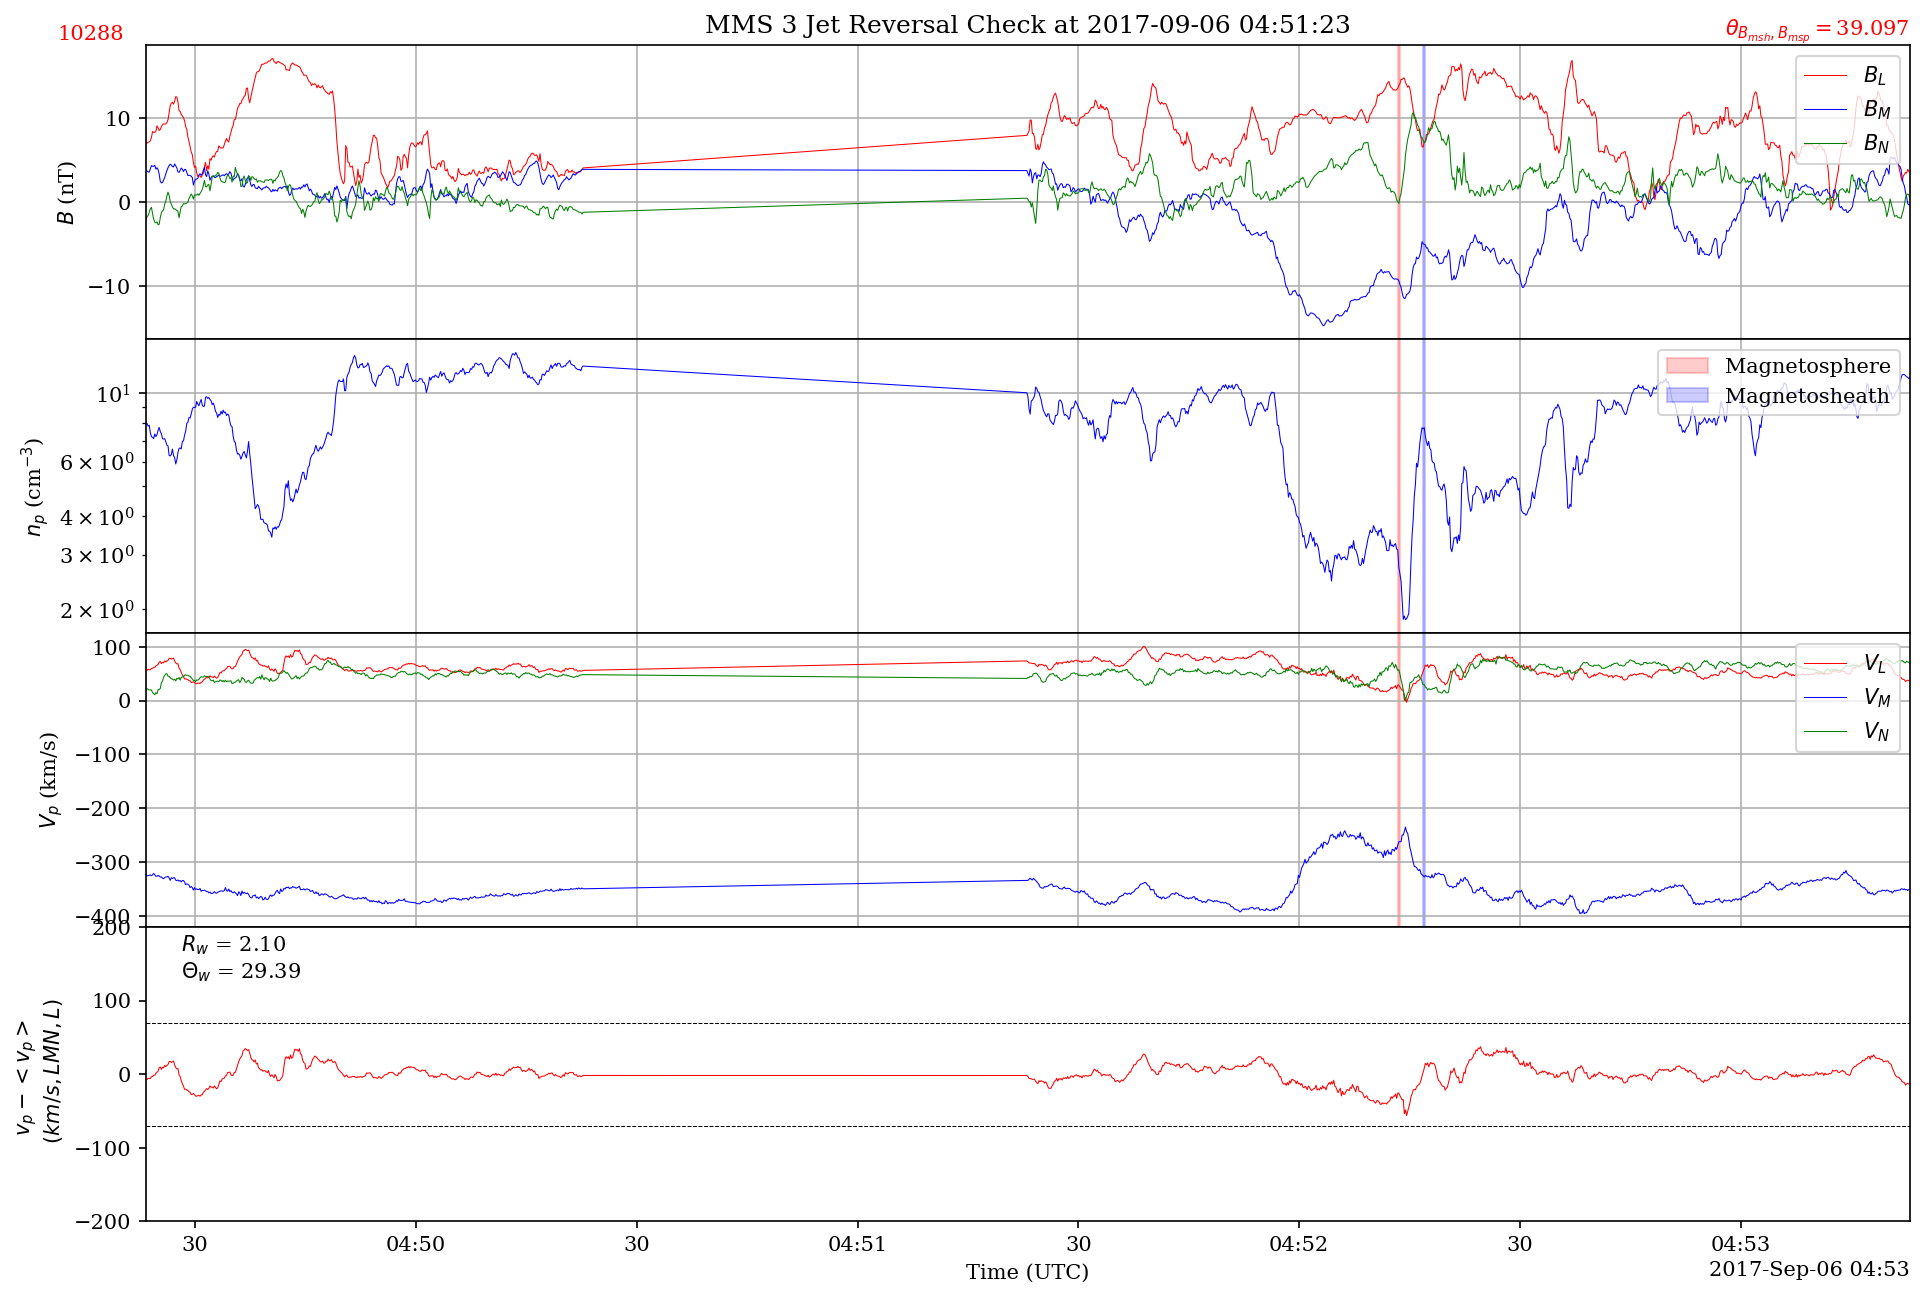 10288
MMS 3 Jet Reversal Check at 2017-09-06 04:51:23
θ_{B_{msh}, B_{msp}} = 39.097
B (nT)
10
0
−10
B_L
B_M
B_N
n_p (cm^{−3})
10^1
6 × 10^0
4 × 10^0
3 × 10^0
2 × 10^0
Magnetosphere
Magnetosheath
V_p (km/s)
100
0
−100
−200
−300
−400
V_L
V_M
V_N
v_p − < v_p >
(km/s, LMN, L)
200
100
0
−100
−200
R_w = 2.10
Θ_w = 29.39
30
04:50
30
04:51
30
04:52
30
04:53
Time (UTC)
2017-Sep-06 04:53